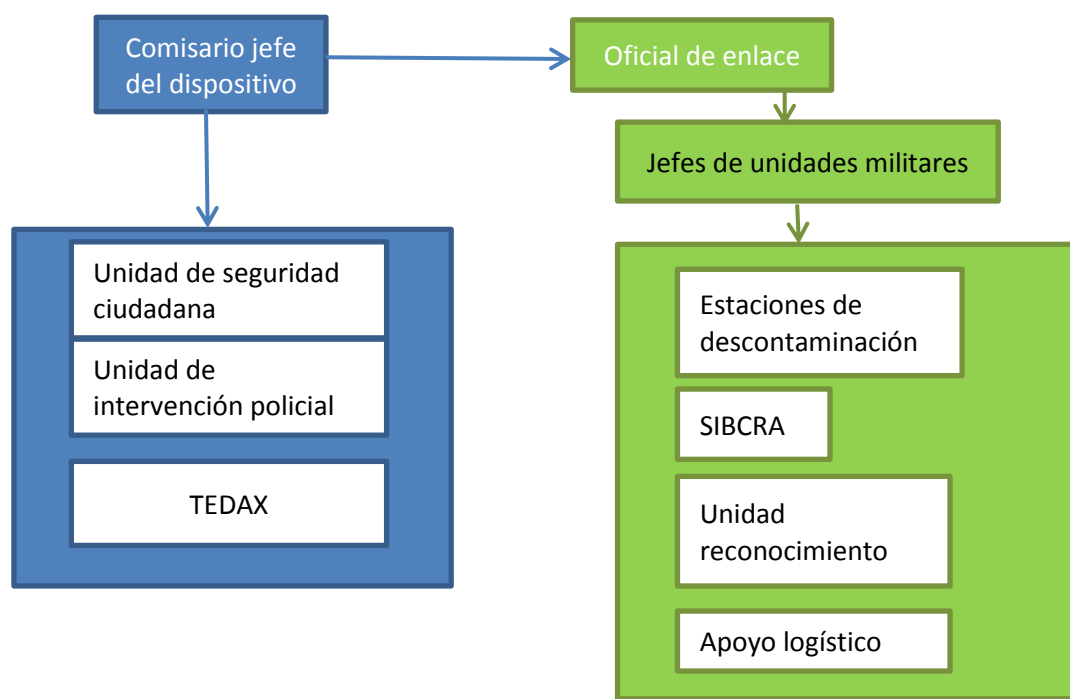 Comisario jefe
del dispositivo
Oficial de enlace
Jefes de unidades militares
Unidad de seguridad
ciudadana
Unidad de
intervención policial
TEDAX
Estaciones de
descontaminación
SIBCRA
Unidad
reconocimiento
Apoyo logístico